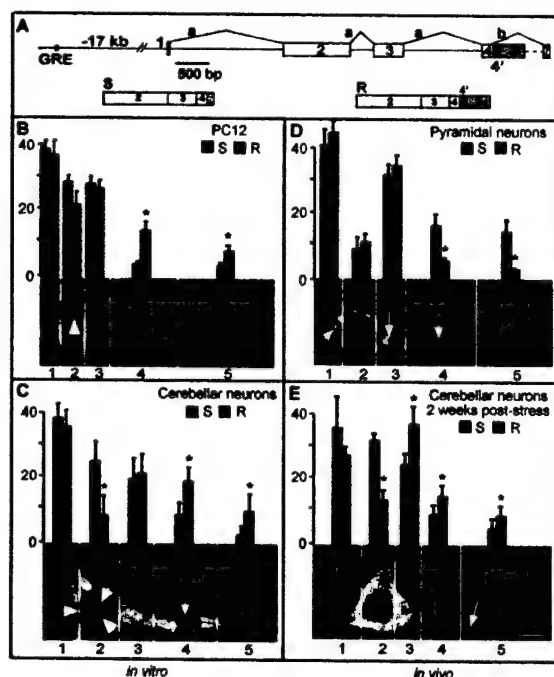 A
-17 kb
GRE
1
a
a
a
b
2
3
4
4'
500 bp
S
2
3
4
R
4'
2
3
4
B
PC12
S R
40
20
0
*
*
1 2 3 4 5
D
Pyramidal neurons
S R
40
20
0
*
*
1 2 3 4 5
C
Cerebellar neurons
S R
40
20
0
*
*
*
1 2 3 4 5
in vitro
E
Cerebellar neurons
2 weeks post-stress
S R
40
20
0
*
*
*
*
1 2 3 4 5
in vivo